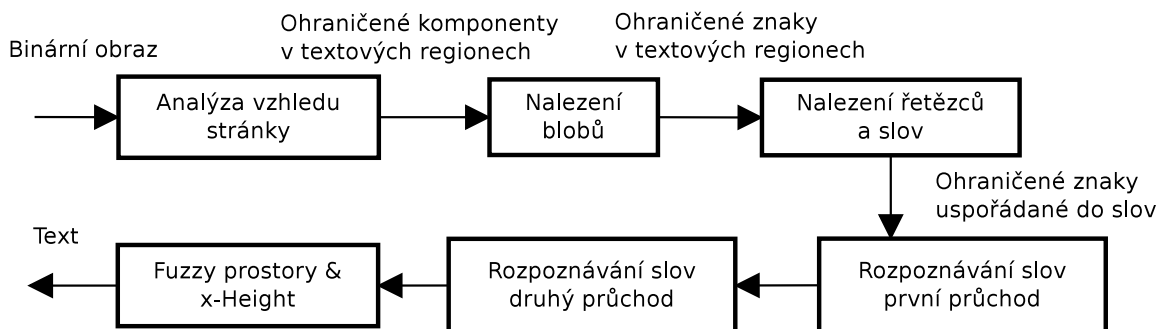 Binární obraz
Analýza vzhledu
stránky
Ohraničené komponenty
v textových regionech
Nalezení
blobů
Ohraničené znaky
v textových regionech
Nalezení řetězců
a slov
Ohraničené znaky
uspořádané do slov
Rozpoznávání slov
první průchod
Rozpoznávání slov
druhý průchod
Fuzzy prostory &
x-Height
Text